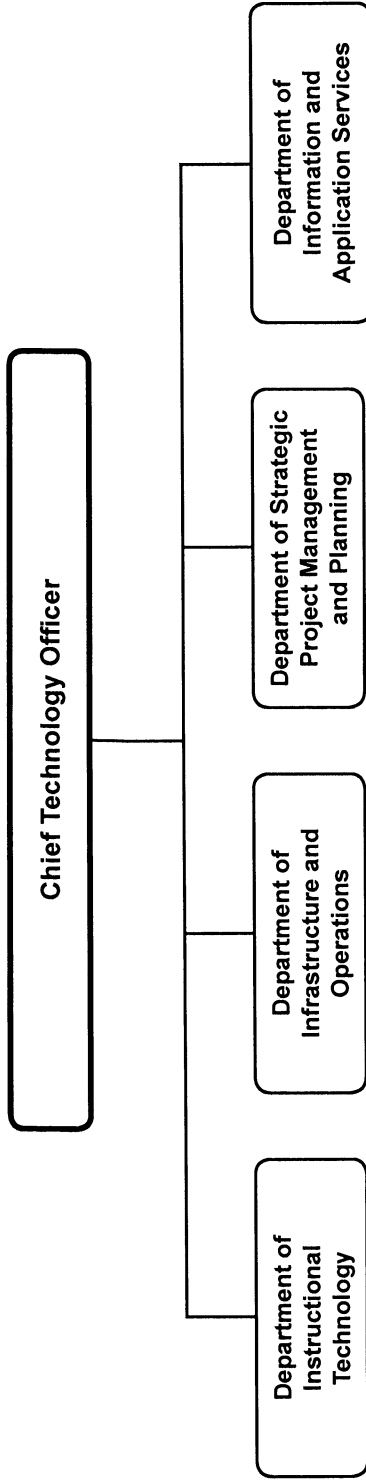 Chief Technology Officer
Department of
Instructional
Technology
Department of
Infrastructure and
Operations
Department of Strategic
Project Management
and Planning
Department of
Information and
Application Services